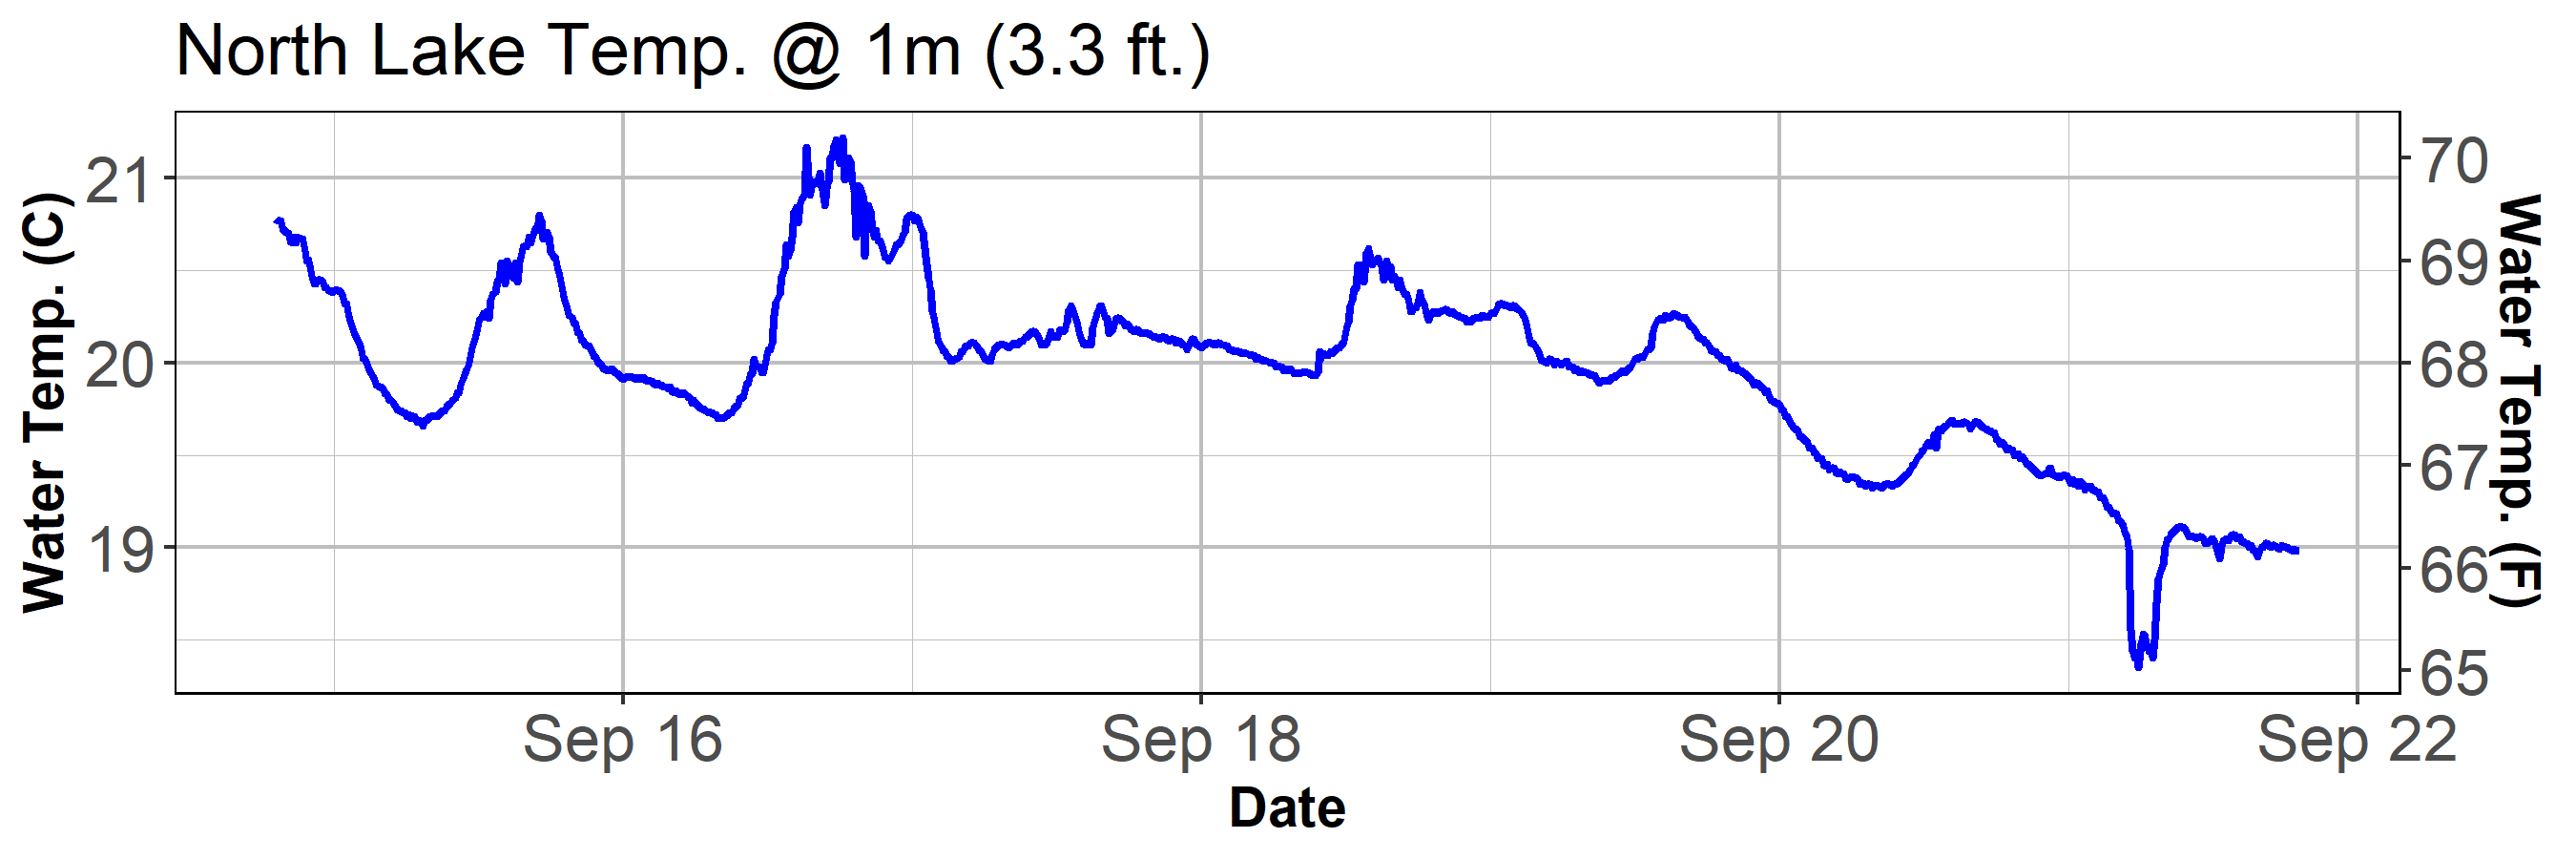 North Lake Temp. @ 1m (3.3 ft.)
Water Temp. (C)
21
20
19
70
69
68
67
66
65
Water Temp. (F)
Sep 16 Sep 18 Sep 20 Sep 22
Date